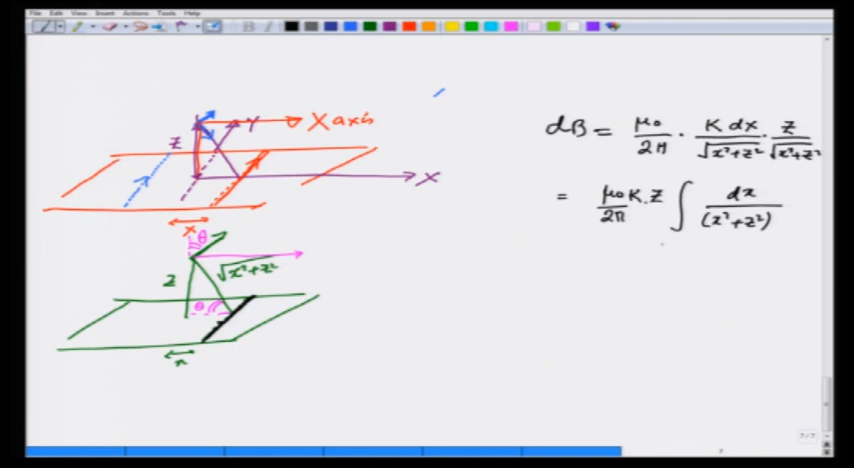 File Edit View Insert Actions Tools Help
B I
Z Y X axis
X
x
θ
Z √x²+z²
θ
x
dB = μ₀/2π · K dx/√x²+z² · z/√x²+z²
= μ₀/2π K.z ∫ dx/(x²+z²)
7/7